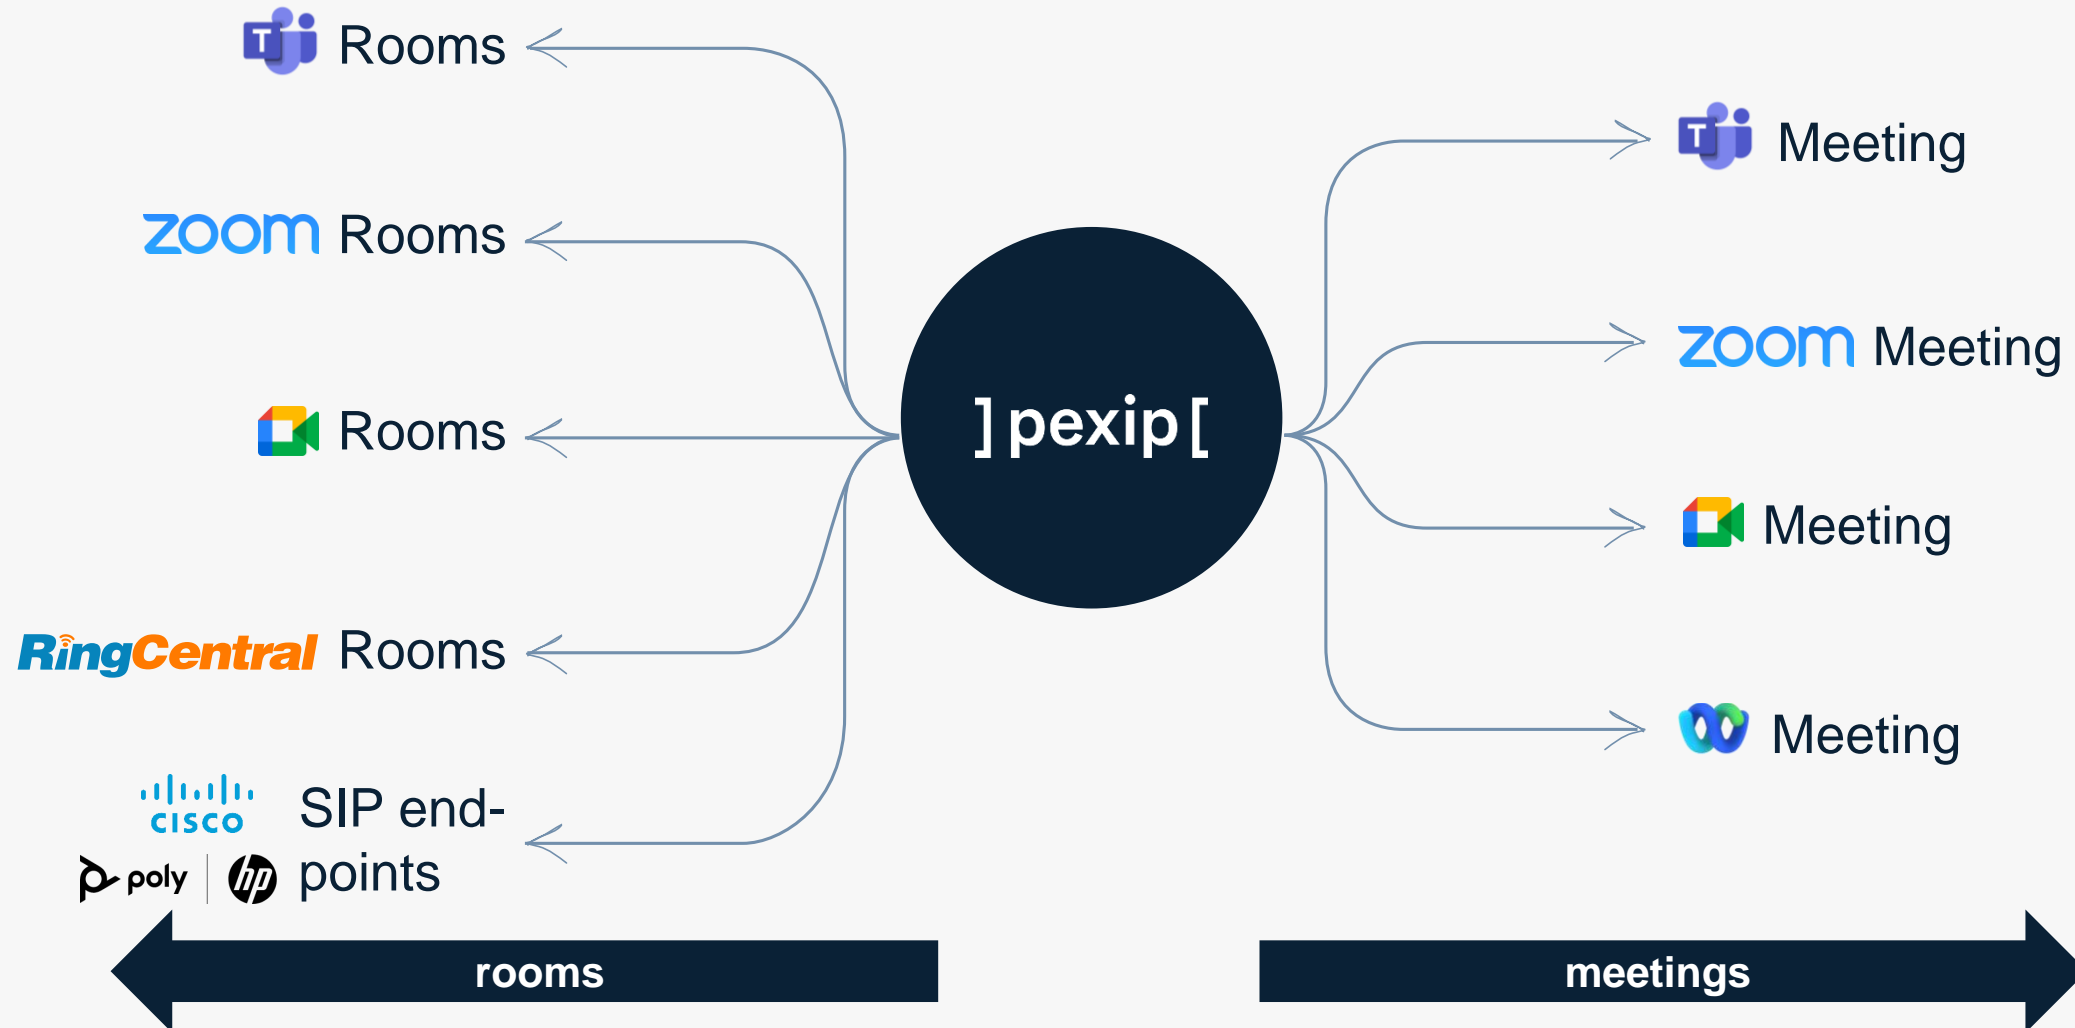 T Rooms
zoom Rooms
Rooms
RingCentral Rooms
CISCO
SIP end-
poly hp points
rooms
]pexip[
T Meeting
zoom Meeting
Meeting
Meeting
meetings